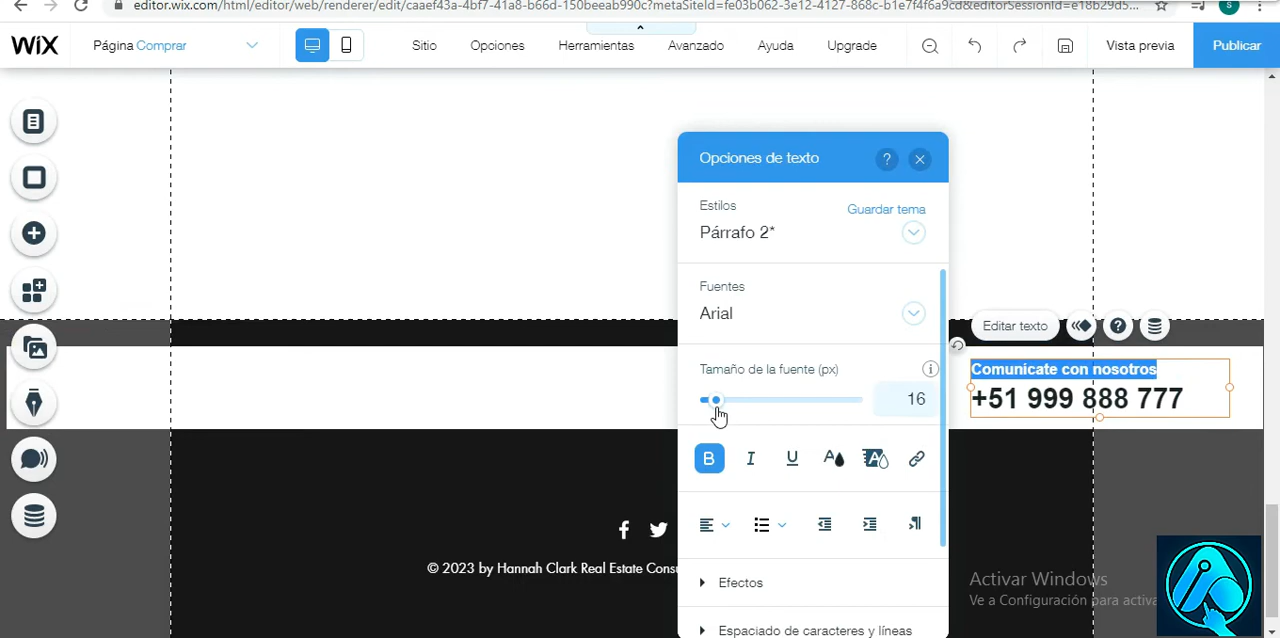 editor.wix.com/html/editor/web/renderer/edit/caaef43a-4bf7-41a8-b66d-150beeab990c?metaSiteId=fe03b062-3e12-4127-868c-b1e7f4f6a9cd&editorSessionId=e18b29d5...
S
WiX
Página Comprar
Sitio
Opciones
Herramientas
Avanzado
Ayuda
Upgrade
Vista previa
Publicar
Opciones de texto
?
Estilos
Guardar tema
Párrafo 2*
Fuentes
Arial
Tamaño de la fuente (px)
16
B I U
Efectos
Espaciado de caracteres y líneas
Editar texto
Comunicate con nosotros
+51 999 888 777
© 2023 by Hannah Clark Real Estate Consu
Activar Windows
Ve a Configuración para activa